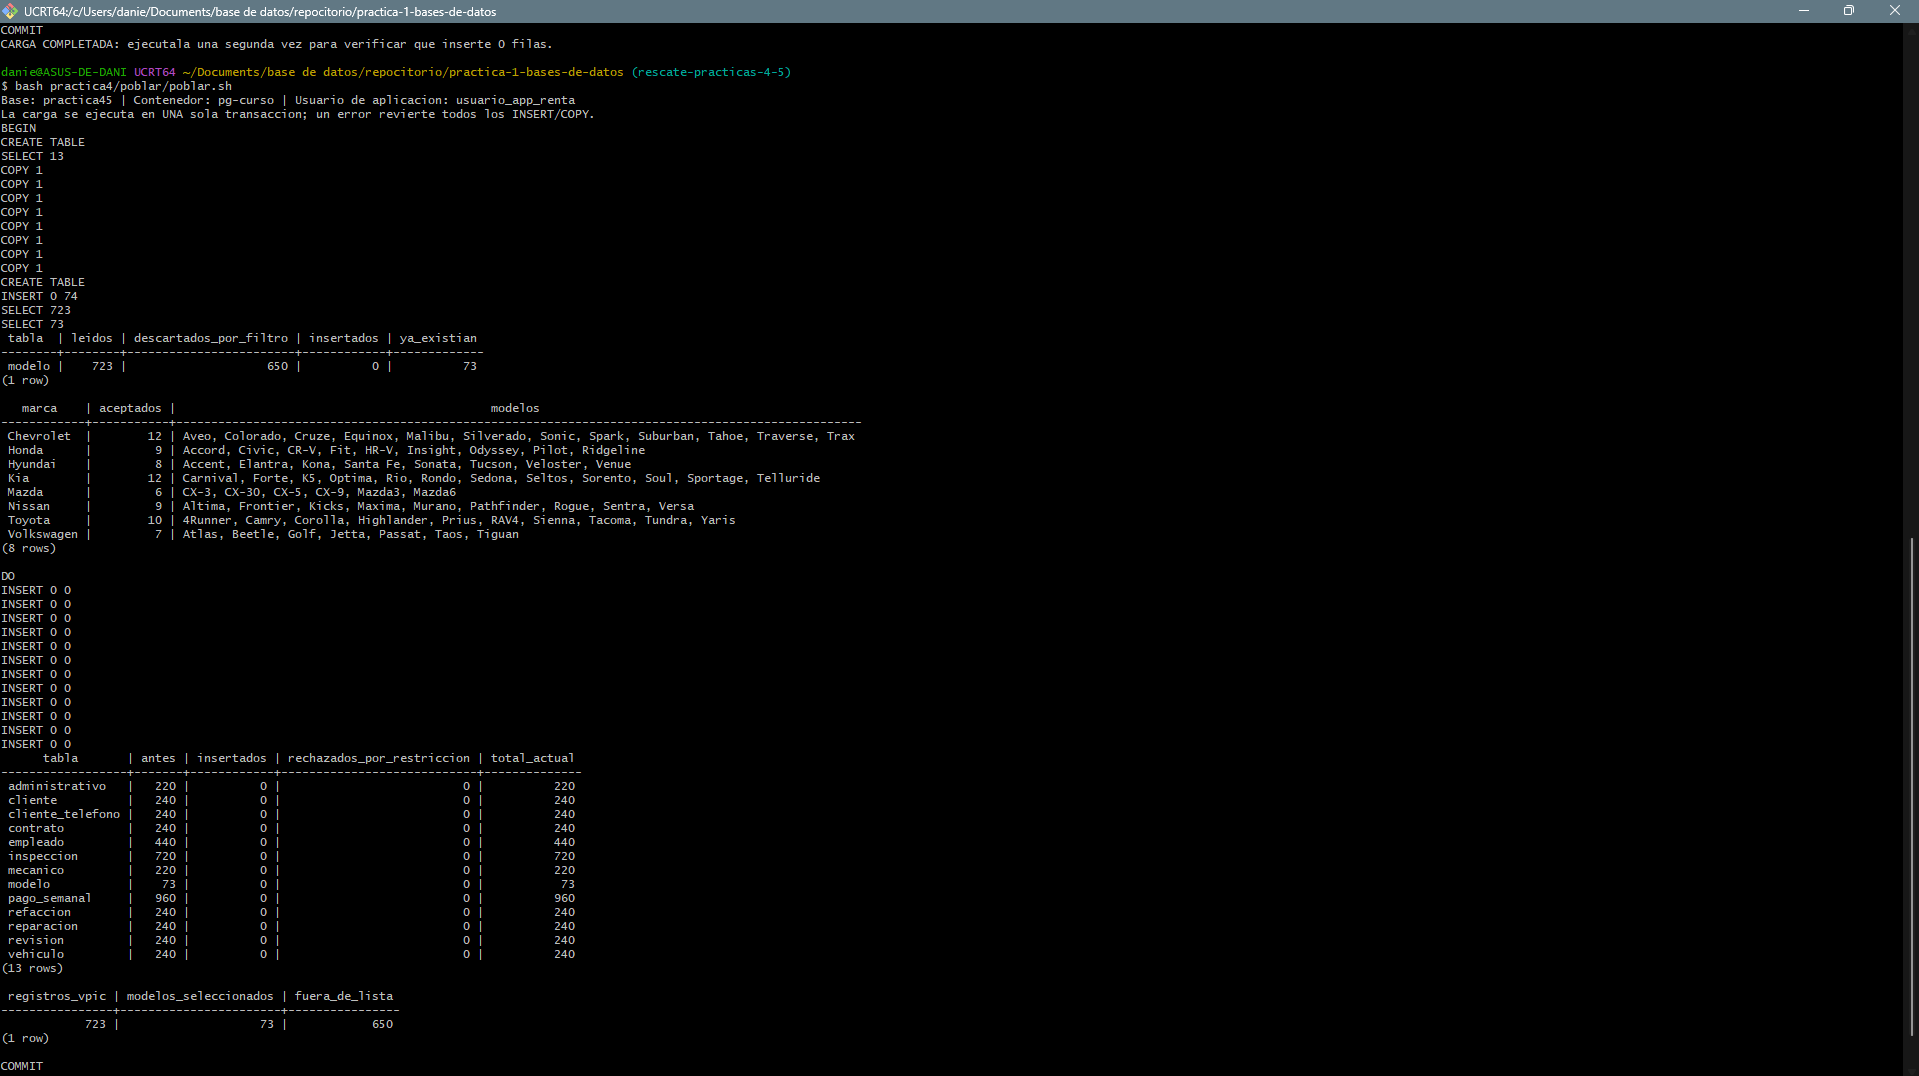 UCRT64:/c/Users/danie/Documents/base de datos/repocitorio/practica-1-bases-de-datos
COMMIT
CARGA COMPLETADA: ejecutala una segunda vez para verificar que inserte 0 filas.
danie@ASUS-DE-DANI UCRT64 ~/Documents/base de datos/repocitorio/practica-1-bases-de-datos (rescate-practicas-4-5)
$ bash practica4/poblar/poblar.sh
Base: practica45 | Contenedor: pg-curso | Usuario de aplicacion: usuario_app_renta
La carga se ejecuta en UNA sola transaccion; un error revierte todos los INSERT/COPY.
BEGIN
CREATE TABLE
SELECT 13
COPY 1
COPY 1
COPY 1
COPY 1
COPY 1
COPY 1
COPY 1
COPY 1
CREATE TABLE
INSERT 0 74
SELECT 723
SELECT 73
 tabla  | leidos | descartados_por_filtro | insertados | ya_existian
--------+--------+------------------------+------------+-------------
 modelo |    723 |                    650 |          0 |          73
(1 row)
   marca    | aceptados |                                             modelos
------------+-----------+--------------------------------------------------------------------------------------------------
 Chevrolet  |        12 | Aveo, Colorado, Cruze, Equinox, Malibu, Silverado, Sonic, Spark, Suburban, Tahoe, Traverse, Trax
 Honda      |         9 | Accord, Civic, CR-V, Fit, HR-V, Insight, Odyssey, Pilot, Ridgeline
 Hyundai    |         8 | Accent, Elantra, Kona, Santa Fe, Sonata, Tucson, Veloster, Venue
 Kia        |        12 | Carnival, Forte, K5, Optima, Rio, Rondo, Sedona, Seltos, Sorento, Soul, Sportage, Telluride
 Mazda      |         6 | CX-3, CX-30, CX-5, CX-9, Mazda3, Mazda6
 Nissan     |         9 | Altima, Frontier, Kicks, Maxima, Murano, Pathfinder, Rogue, Sentra, Versa
 Toyota     |        10 | 4Runner, Camry, Corolla, Highlander, Prius, RAV4, Sienna, Tacoma, Tundra, Yaris
 Volkswagen |         7 | Atlas, Beetle, Golf, Jetta, Passat, Taos, Tiguan
(8 rows)
DO
INSERT 0 0
INSERT 0 0
INSERT 0 0
INSERT 0 0
INSERT 0 0
INSERT 0 0
INSERT 0 0
INSERT 0 0
INSERT 0 0
INSERT 0 0
INSERT 0 0
INSERT 0 0
      tabla       | antes | insertados | rechazados_por_restriccion | total_actual
------------------+-------+------------+----------------------------+--------------
 administrativo   |   220 |          0 |                          0 |          220
 cliente          |   240 |          0 |                          0 |          240
 cliente_telefono |   240 |          0 |                          0 |          240
 contrato         |   240 |          0 |                          0 |          240
 empleado         |   440 |          0 |                          0 |          440
 inspeccion       |   720 |          0 |                          0 |          720
 mecanico         |   220 |          0 |                          0 |          220
 modelo           |    73 |          0 |                          0 |           73
 pago_semanal     |   960 |          0 |                          0 |          960
 refaccion        |   240 |          0 |                          0 |          240
 reparacion       |   240 |          0 |                          0 |          240
 revision         |   240 |          0 |                          0 |          240
 vehiculo         |   240 |          0 |                          0 |          240
(13 rows)
 registros_vpic | modelos_seleccionados | fuera_de_lista
----------------+-----------------------+----------------
            723 |                    73 |            650
(1 row)
COMMIT